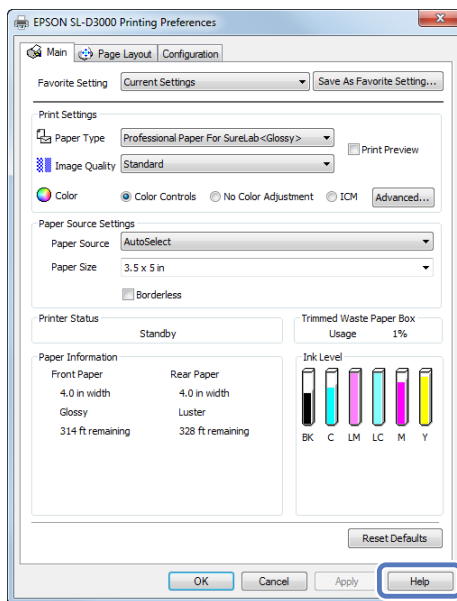 EPSON SL-D3000 Printing Preferences
Main Page Layout Configuration
Favorite Setting Current Settings Save As Favorite Setting...
Print Settings
Paper Type Professional Paper For SureLab<Glossy>
Print Preview
Image Quality Standard
Color Color Controls No Color Adjustment ICM Advanced...
Paper Source Settings
Paper Source AutoSelect
Paper Size 3.5 x 5 in
Borderless
Printer Status Trimmed Waste Paper Box
Standby Usage 1%
Paper Information Ink Level
Front Paper Rear Paper
4.0 in width 4.0 in width
Glossy Luster
314 ft remaining 328 ft remaining
BK C LM LC M Y
Reset Defaults
OK Cancel Apply Help